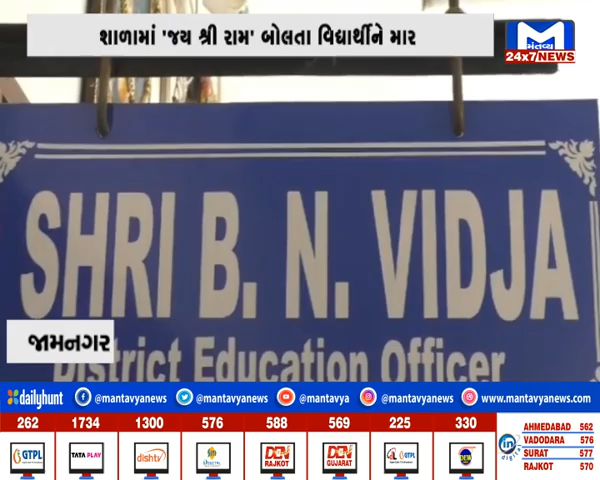 શાળામાં 'જય શ્રી રામ' બોલતા વિદ્યાર્થીને માર
મંતવ્ય
24x7NEWS
SHRI B. N. VIDJA
District Education Officer
જામનગર
dailyhunt @mantavyanews @mantavyanews @mantavya @mantavyanews www.mantavyanews.com
262 1734 1300 576 588 569 225 330
GTPL TATA PLAY dishtv DEN RAJKOT DEN GUJARAT GTPL
in digital
AHMEDABAD 562
VADODARA 576
SURAT 577
RAJKOT 570